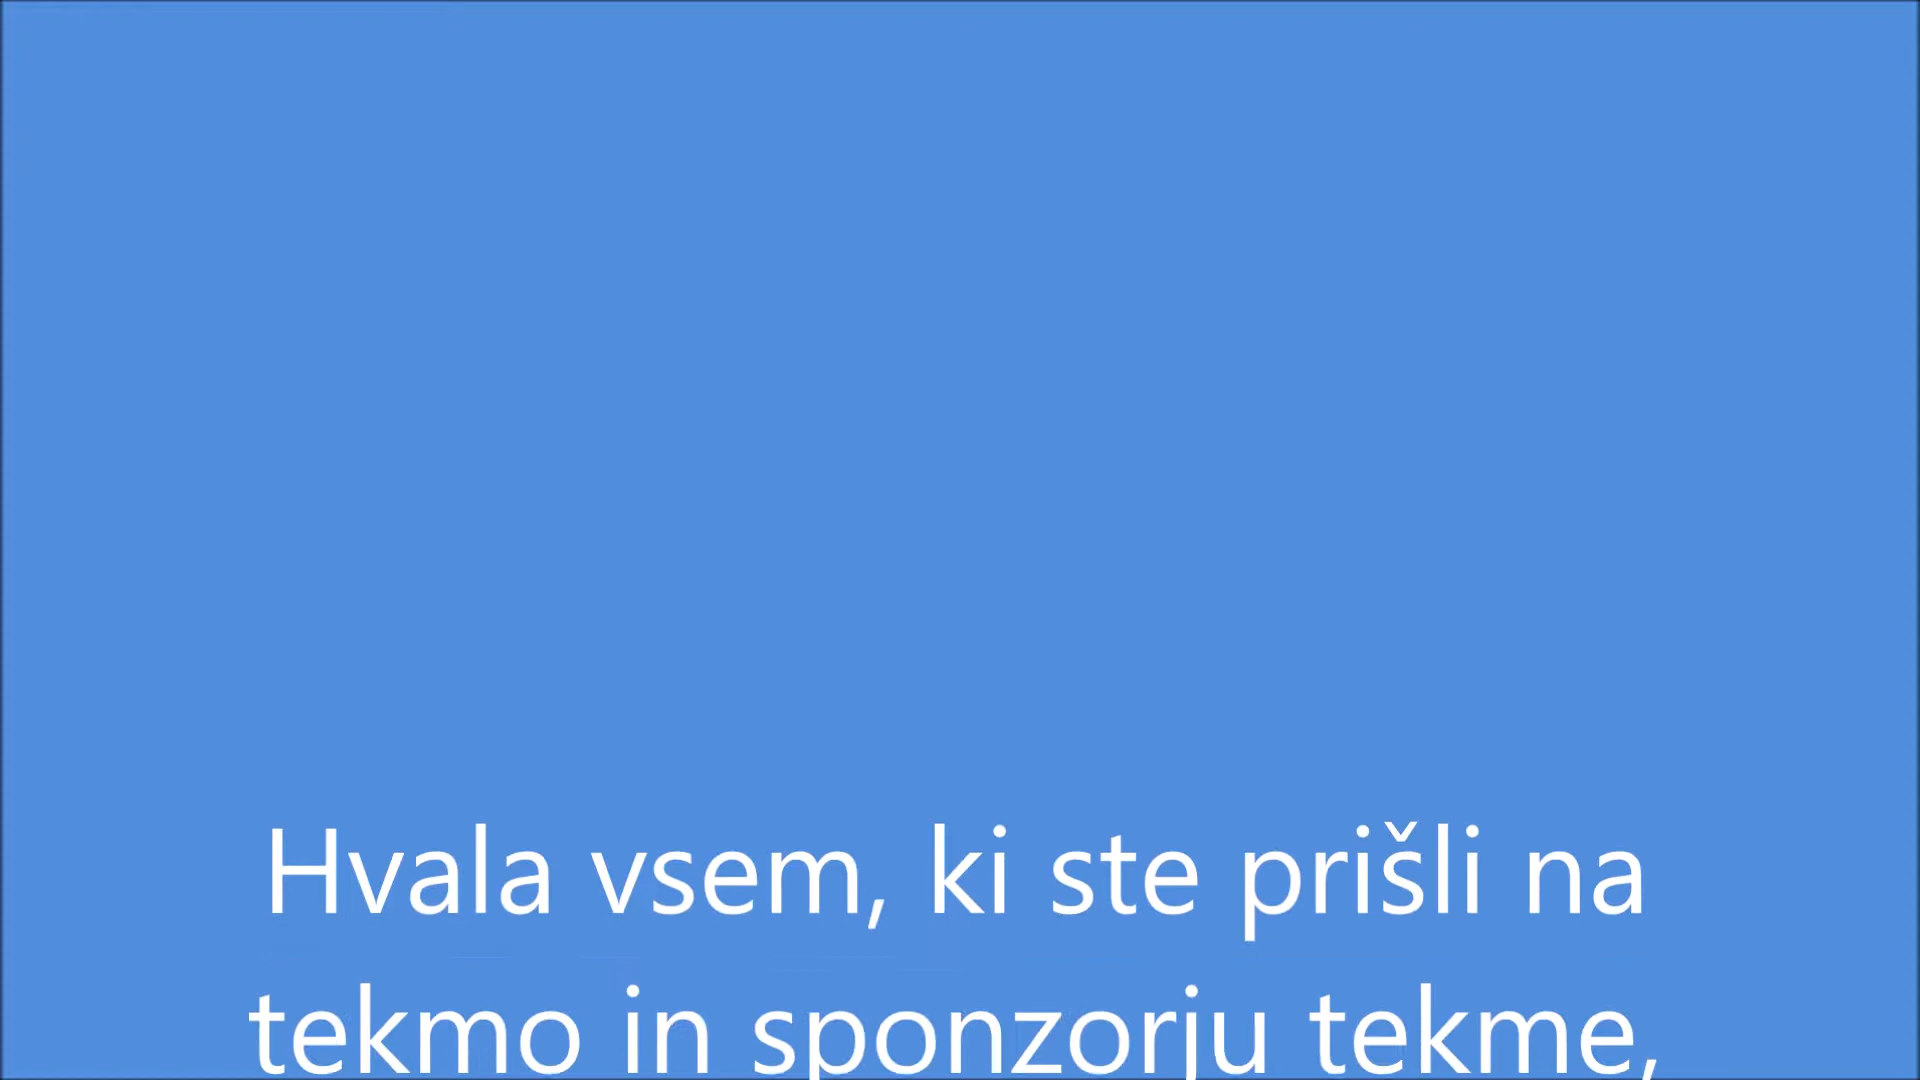 Hvala vsem, ki ste prišli na
tekmo in sponzorju tekme,